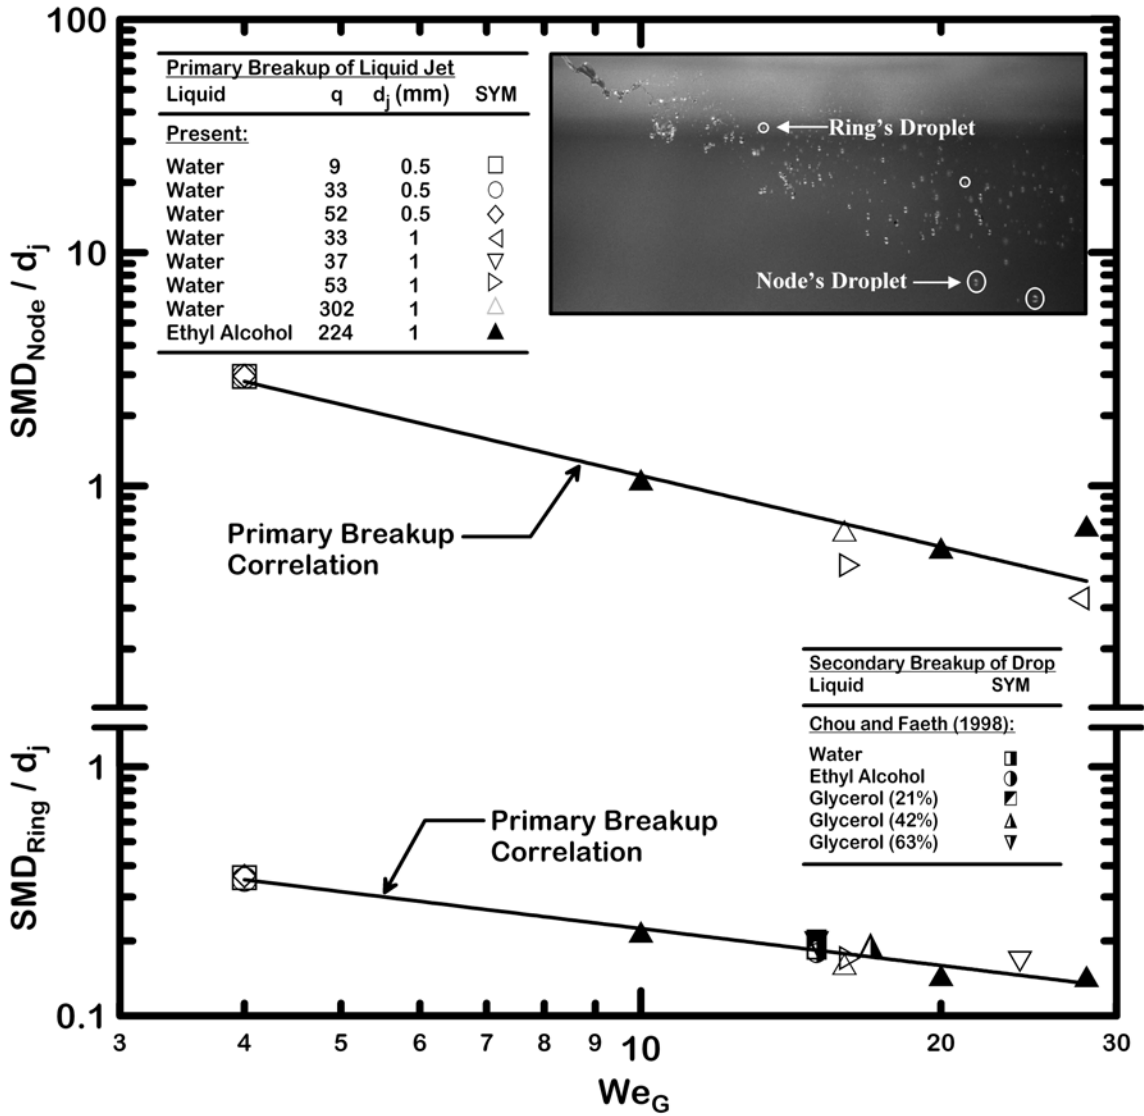 100
10
1
SMD_Node / d_j
Primary Breakup of Liquid Jet
Liquid q d_j (mm) SYM
Present:
Water 9 0.5
Water 33 0.5
Water 52 0.5
Water 33 1
Water 37 1
Water 53 1
Water 302 1
Ethyl Alcohol 224 1
Ring's Droplet
Node's Droplet
Primary Breakup
Correlation
Secondary Breakup of Drop
Liquid SYM
Chou and Faeth (1998):
Water
Ethyl Alcohol
Glycerol (21%)
Glycerol (42%)
Glycerol (63%)
1
0.1
SMD_Ring / d_j
Primary Breakup
Correlation
3 4 5 6 7 8 9 10 20 30
We_G